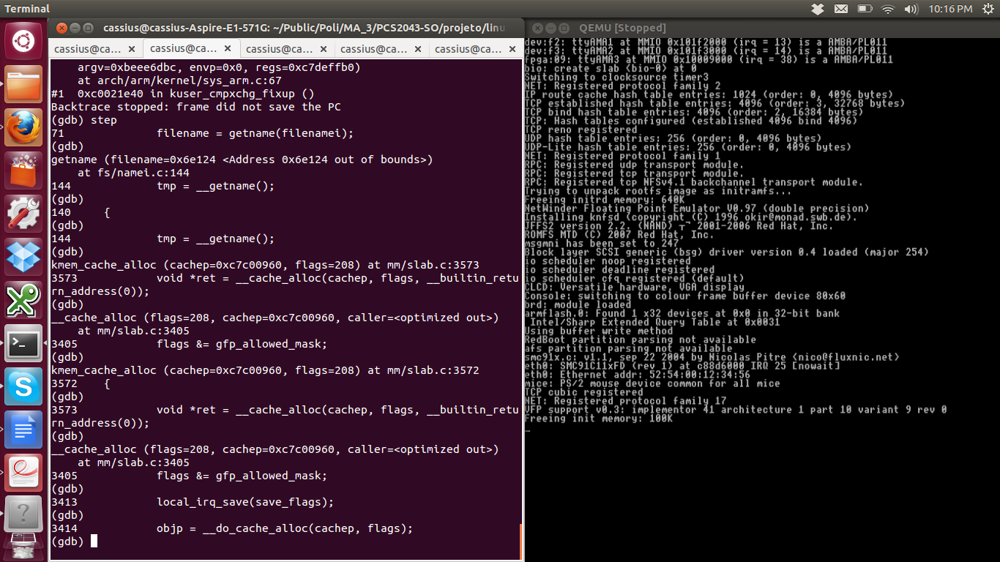 Terminal
10:16 PM
cassius@cassius-Aspire-E1-571G: ~/Public/Poli/MA_3/PCS2043-SO/projeto/linu
cassius@ca...
cassius@ca...
cassius@ca...
cassius@ca...
cassius@ca...
argv=0xbeee6dbc, envp=0x0, regs=0xc7deffb0)
at arch/arm/kernel/sys_arm.c:67
#1  0xc0021e40 in kuser_cmpxchg_fixup ()
Backtrace stopped: frame did not save the PC
(gdb) step
71              filename = getname(filenamei);
(gdb)
getname (filename=0x6e124 <Address 0x6e124 out of bounds>)
at fs/namei.c:144
144             tmp = __getname();
(gdb)
140     {
(gdb)
144             tmp = __getname();
(gdb)
kmem_cache_alloc (cachep=0xc7c00960, flags=208) at mm/slab.c:3573
3573            void *ret = __cache_alloc(cachep, flags, __builtin_retu
rn_address(0));
(gdb)
__cache_alloc (flags=208, cachep=0xc7c00960, caller=<optimized out>)
at mm/slab.c:3405
3405            flags &= gfp_allowed_mask;
(gdb)
kmem_cache_alloc (cachep=0xc7c00960, flags=208) at mm/slab.c:3572
3572    {
(gdb)
3573            void *ret = __cache_alloc(cachep, flags, __builtin_retu
rn_address(0));
(gdb)
__cache_alloc (flags=208, cachep=0xc7c00960, caller=<optimized out>)
at mm/slab.c:3405
3405            flags &= gfp_allowed_mask;
(gdb)
3413            local_irq_save(save_flags);
(gdb)
3414            objp = __do_cache_alloc(cachep, flags);
(gdb)
QEMU [Stopped]
dev:f2: ttyAMA1 at MMIO 0x101f2000 (irq = 13) is a AMBA/PL011
dev:f3: ttyAMA2 at MMIO 0x101f3000 (irq = 14) is a AMBA/PL011
fpga:09: ttyAMA3 at MMIO 0x10009000 (irq = 38) is a AMBA/PL011
bio: create slab <bio-0> at 0
Switching to clocksource timer3
NET: Registered protocol family 2
IP route cache hash table entries: 1024 (order: 0, 4096 bytes)
TCP established hash table entries: 4096 (order: 3, 32768 bytes)
TCP bind hash table entries: 4096 (order: 2, 16384 bytes)
TCP: Hash tables configured (established 4096 bind 4096)
TCP reno registered
UDP hash table entries: 256 (order: 0, 4096 bytes)
UDP-Lite hash table entries: 256 (order: 0, 4096 bytes)
NET: Registered protocol family 1
RPC: Registered udp transport module.
RPC: Registered tcp transport module.
RPC: Registered tcp NFSv4.1 backchannel transport module.
Trying to unpack rootfs image as initramfs...
Freeing initrd memory: 640K
NetWinder Floating Point Emulator V0.97 (double precision)
Installing knfsd (copyright (C) 1996 okir@monad.swb.de).
JFFS2 version 2.2. (NAND) 2001-2006 Red Hat, Inc.
ROMFS MTD (C) 2007 Red Hat, Inc.
msgmni has been set to 247
Block layer SCSI generic (bsg) driver version 0.4 loaded (major 254)
io scheduler noop registered
io scheduler deadline registered
io scheduler cfq registered (default)
CLCD: Versatile hardware, VGA display
Console: switching to colour frame buffer device 80x60
brd: module loaded
armflash.0: Found 1 x32 devices at 0x0 in 32-bit bank
Intel/Sharp Extended Query Table at 0x0031
Using buffer write method
RedBoot partition parsing not available
afs partition parsing not available
smc91x.c: v1.1, sep 22 2004 by Nicolas Pitre <nico@fluxnic.net>
eth0: SMC91C11xFD (rev 1) at c88d6000 IRQ 25 [nowait]
eth0: Ethernet addr: 52:54:00:12:34:56
mice: PS/2 mouse device common for all mice
TCP cubic registered
NET: Registered protocol family 17
VFP support v0.3: implementor 41 architecture 1 part 10 variant 9 rev 0
Freeing init memory: 100K